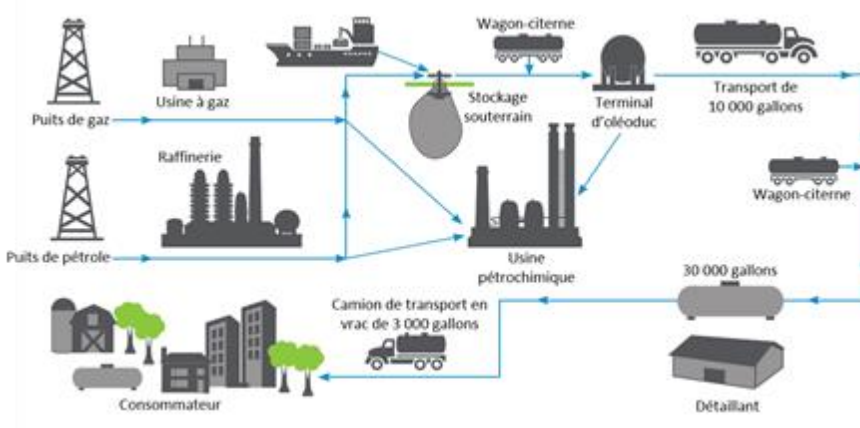 Wagon-citerne
Usine à gaz
Puits de gaz
Stockage
souterrain
Terminal
d'oléoduc
Transport de
10 000 gallons
Raffinerie
Wagon-citerne
Puits de pétrole
Usine
pétrochimique
30 000 gallons
Camion de transport en
vrac de 3 000 gallons
Consommateur
Détaillant